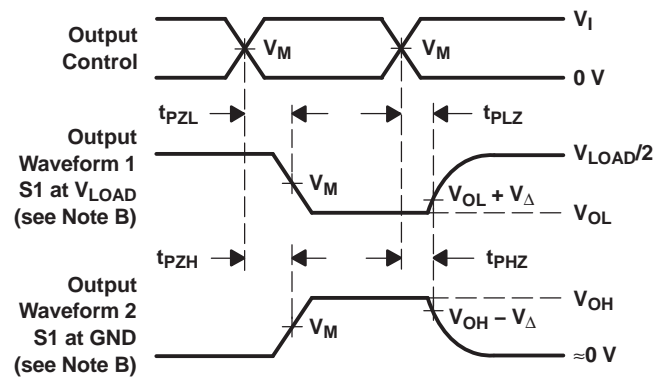 Output
Control
V_M
V_M
V_I
0 V
t_PZL
t_PLZ
Output
Waveform 1
S1 at V_LOAD
(see Note B)
V_M
V_LOAD/2
V_OL + V_Δ
V_OL
t_PZH
t_PHZ
Output
Waveform 2
S1 at GND
(see Note B)
V_M
V_OH
V_OH − V_Δ
≈0 V